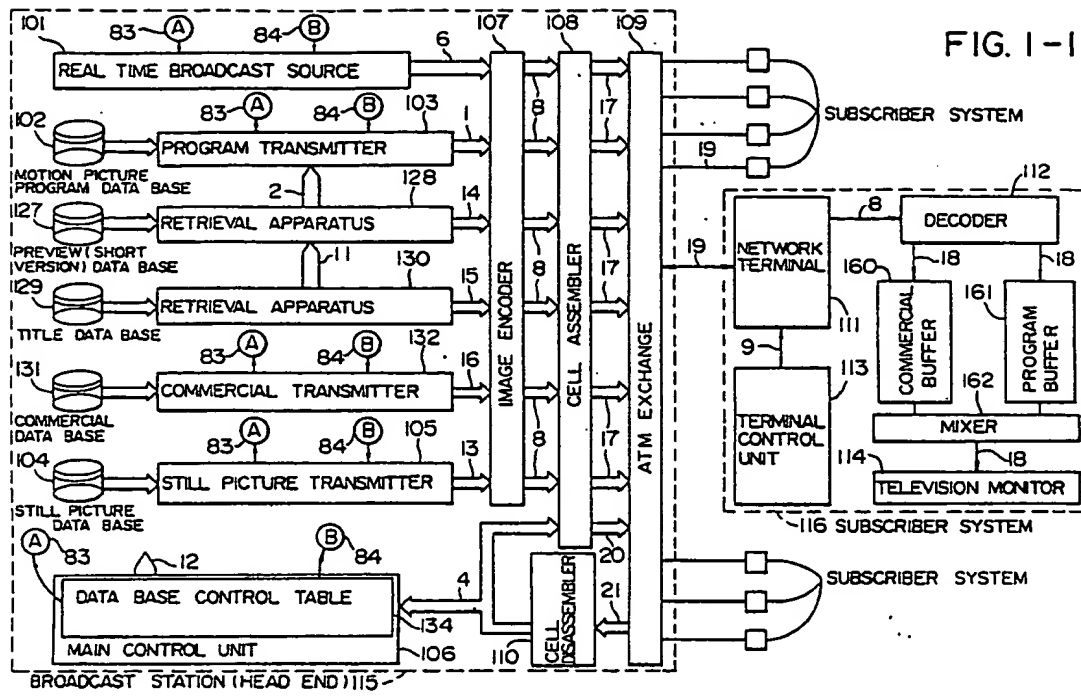 FIG. 1-1
101
83
A
84
B
6
107
108
109
REAL TIME BROADCAST SOURCE
8
17
102
83
A
84
B
103
1
PROGRAM TRANSMITTER
8
17
MOTION PICTURE
PROGRAM DATA BASE
2
128
127
RETRIEVAL APPARATUS
14
8
17
PREVIEW (SHORT
VERSION) DATA BASE
11
130
129
RETRIEVAL APPARATUS
15
8
17
TITLE DATA BASE
83
A
84
B
132
131
COMMERCIAL TRANSMITTER
16
8
17
COMMERCIAL
DATA BASE
83
A
84
B
105
104
STILL PICTURE TRANSMITTER
13
8
17
STILL PICTURE
DATA BASE
IMAGE ENCODER
CELL ASSEMBLER
ATM EXCHANGE
A
83
12
B
84
4
20
DATA BASE CONTROL TABLE
134
MAIN CONTROL UNIT
106
CELL
DISASSEMBLER
110
21
BROADCAST STATION (HEAD END) 115
19
SUBSCRIBER SYSTEM
19
112
8
DECODER
NETWORK
TERMINAL
111
18
18
160
COMMERCIAL
BUFFER
161
PROGRAM
BUFFER
9
113
TERMINAL CONTROL
UNIT
162
MIXER
114
18
TELEVISION MONITOR
116 SUBSCRIBER SYSTEM
SUBSCRIBER SYSTEM